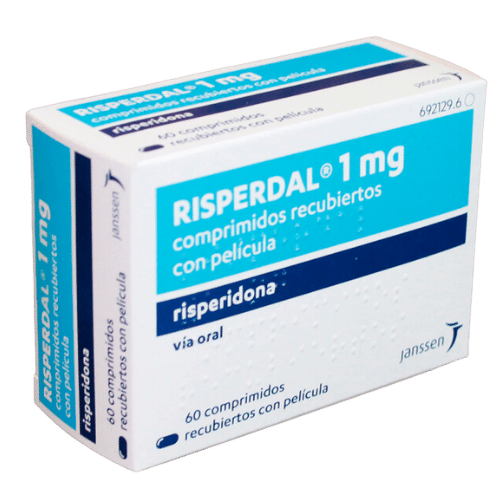 RISPERDAL® 1 mg
comprimidos recubiertos
con película
risperidona
60 comprimidos
recubiertos con película
janssen
692129.6
RISPERDAL® 1 mg
comprimidos recubiertos
con película
risperidona
vía oral
60 comprimidos
recubiertos con película
janssen
RISPERDAL® 1 mg
comprimidos recubiertos
con película
risperidona
60 comprimidos
recubiertos con película
janssen